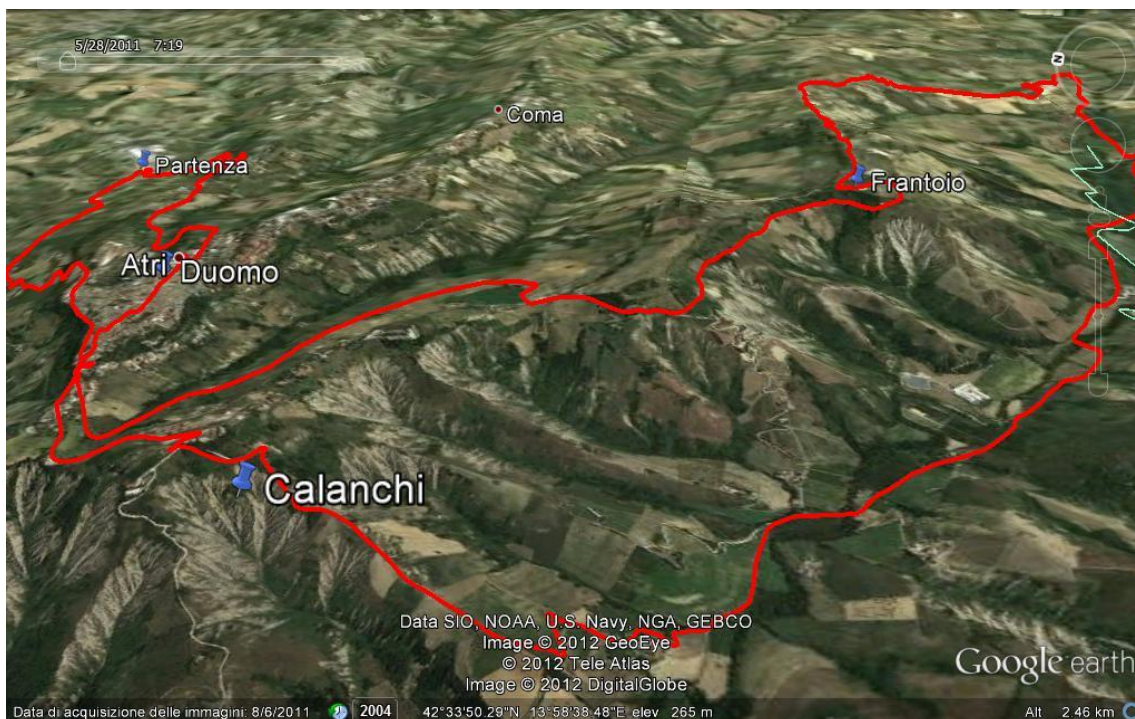 5/28/2011 7:19
N
Coma
Partenza
Frantoio
Atri Duomo
Calanchi
Data SIO, NOAA, U.S. Navy, NGA, GEBCO
Image © 2012 GeoEye
© 2012 Tele Atlas
Image © 2012 DigitalGlobe
Google earth
Data di acquisizione delle immagini: 8/6/2011 2004 42°33'50.29"N 13°58'38.48"E elev 265 m Alt 2.46 km